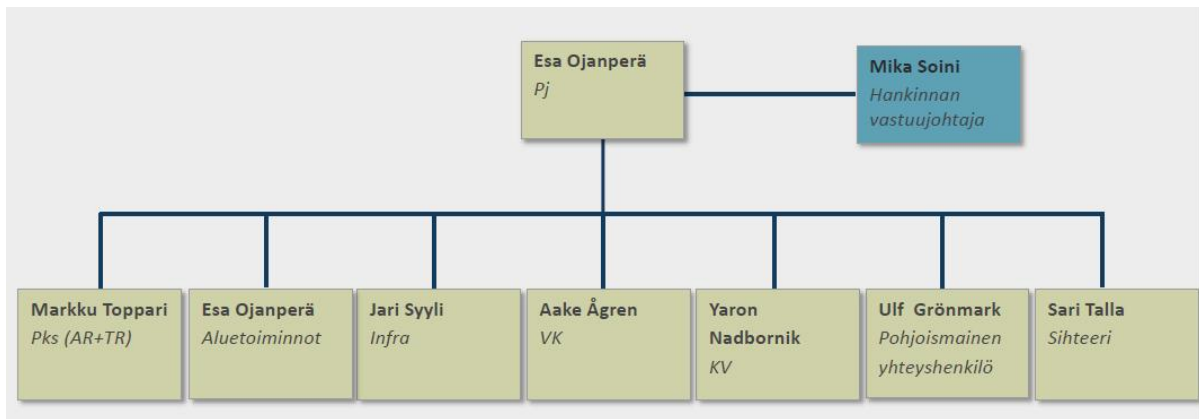 Esa Ojanperä
Pj
Mika Soini
Hankinnan
vastuujohtaja
Markku Toppari
Pks (AR+TR)
Esa Ojanperä
Aluetoiminnot
Jari Syyli
Infra
Aake Ågren
VK
Yaron
Nadbornik
KV
Ulf Grönmark
Pohjoismainen
yhteyshenkilö
Sari Talla
Sihteeri